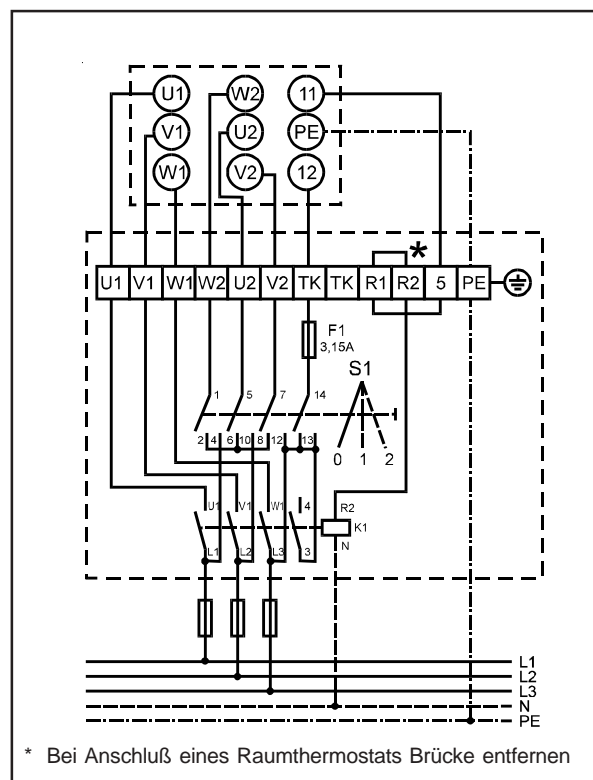 U1 W2 11
V1 U2 PE
W1 V2 12
*
U1 V1 W1 W2 U2 V2 TK TK R1 R2 5 PE
F1
3,15A
S1
1 5 7 14
2 4 6 10 8 12 13
0 1 2
U1 V1 W1 4 R2
K1
N
L1 L2 L3 3
L1
L2
L3
N
PE
* Bei Anschluß eines Raumthermostats Brücke entfernen